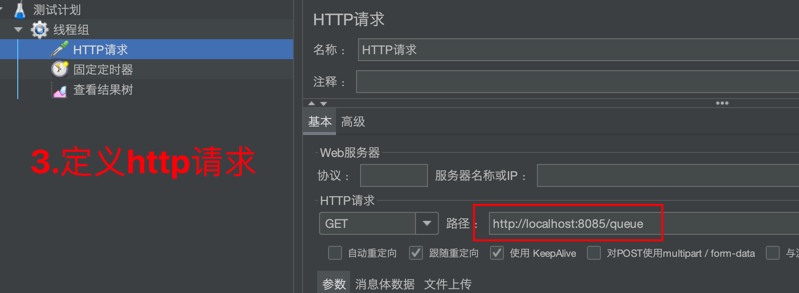 测试计划
线程组
HTTP请求
固定定时器
查看结果树
3.定义http请求
HTTP请求
名称： HTTP请求
注释：
基本 高级
Web服务器
协议： 服务器名称或IP：
HTTP请求
GET 路径： http://localhost:8085/queue
自动重定向 跟随重定向 使用 KeepAlive 对POST使用multipart / form-data
参数 消息体数据 文件上传